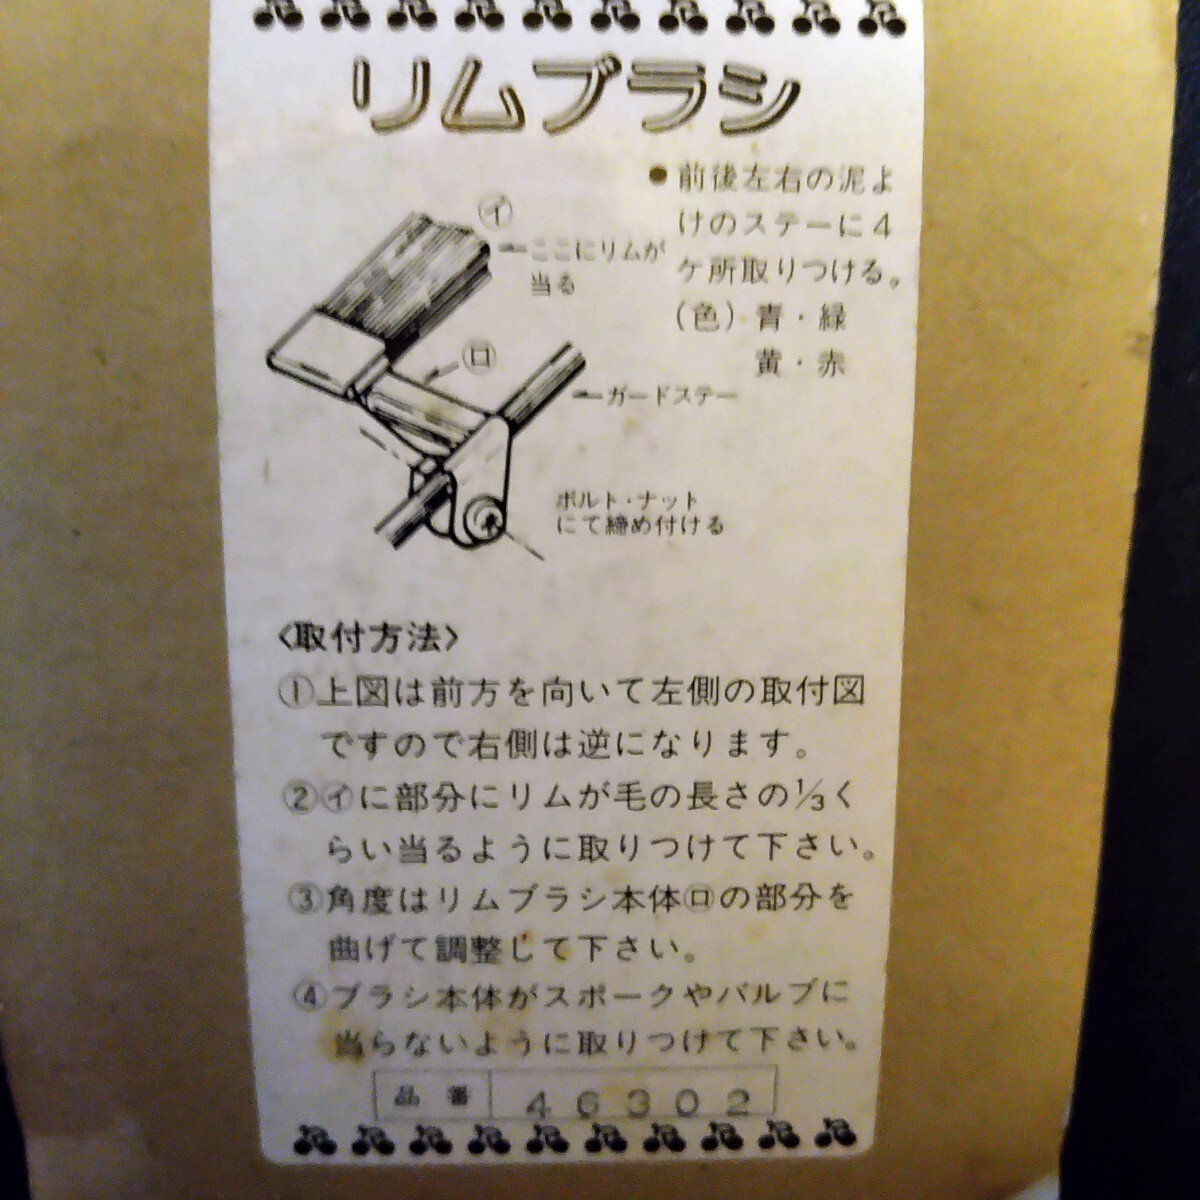 リムブラシ
●前後左右の泥よ
けのステーに4
ケ所取りつける。
(色)青・緑
黄・赤
㋑
ここにリムが
当る
㋺
ガードステー
ボルト・ナット
にて締め付ける
〈取付方法〉
①上図は前方を向いて左側の取付図
ですので右側は逆になります。
②㋑に部分にリムが毛の長さの1/3く
らい当るように取りつけて下さい。
③角度はリムブラシ本体㋺の部分を
曲げて調整して下さい。
④ブラシ本体がスポークやバルブに
当らないように取りつけて下さい。
品番 46302